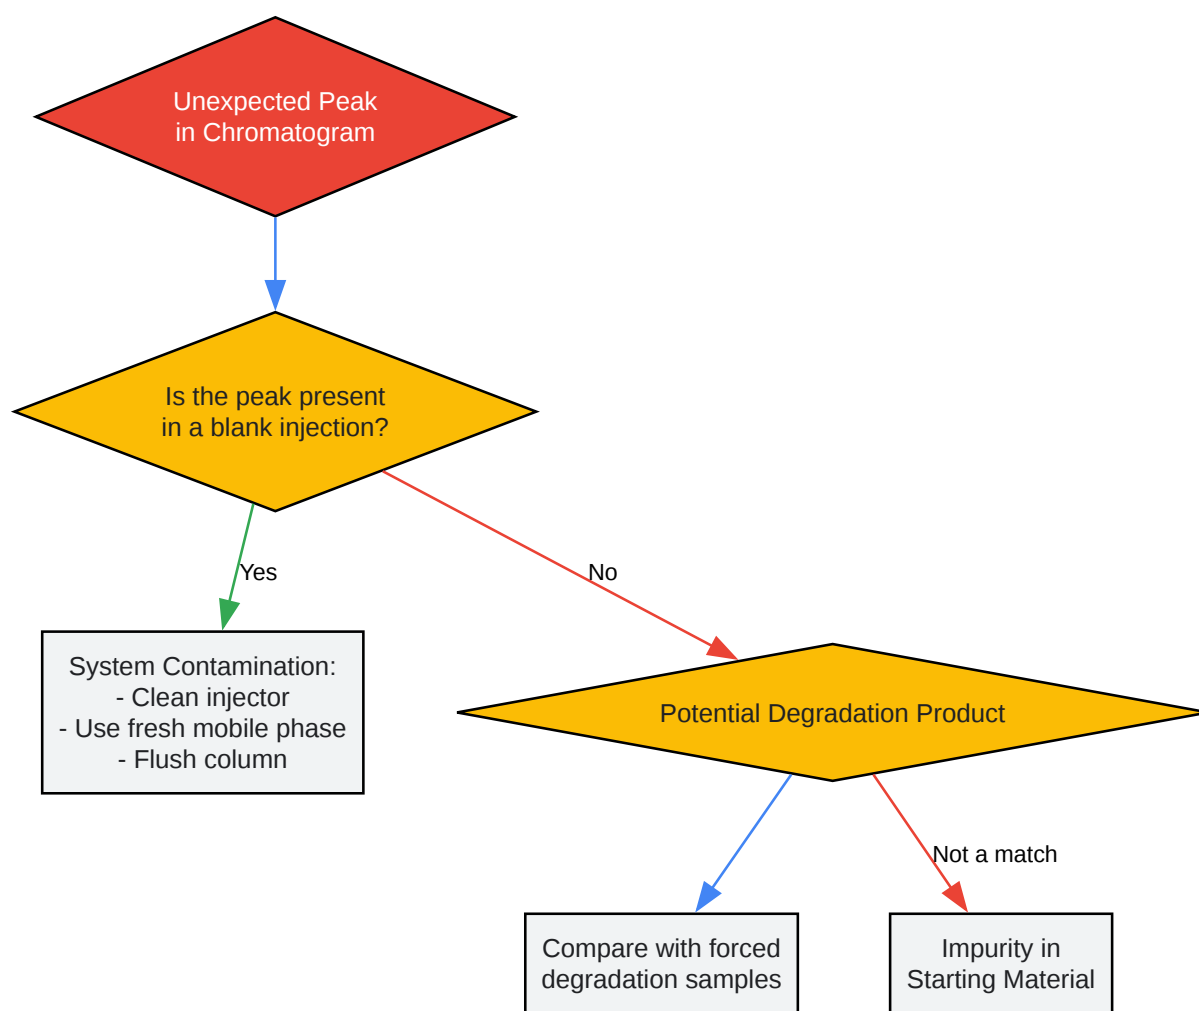 Unexpected Peak
in Chromatogram
Is the peak present
in a blank injection?
Yes
No
System Contamination:
- Clean injector
- Use fresh mobile phase
- Flush column
Potential Degradation Product
Not a match
Compare with forced
degradation samples
Impurity in
Starting Material